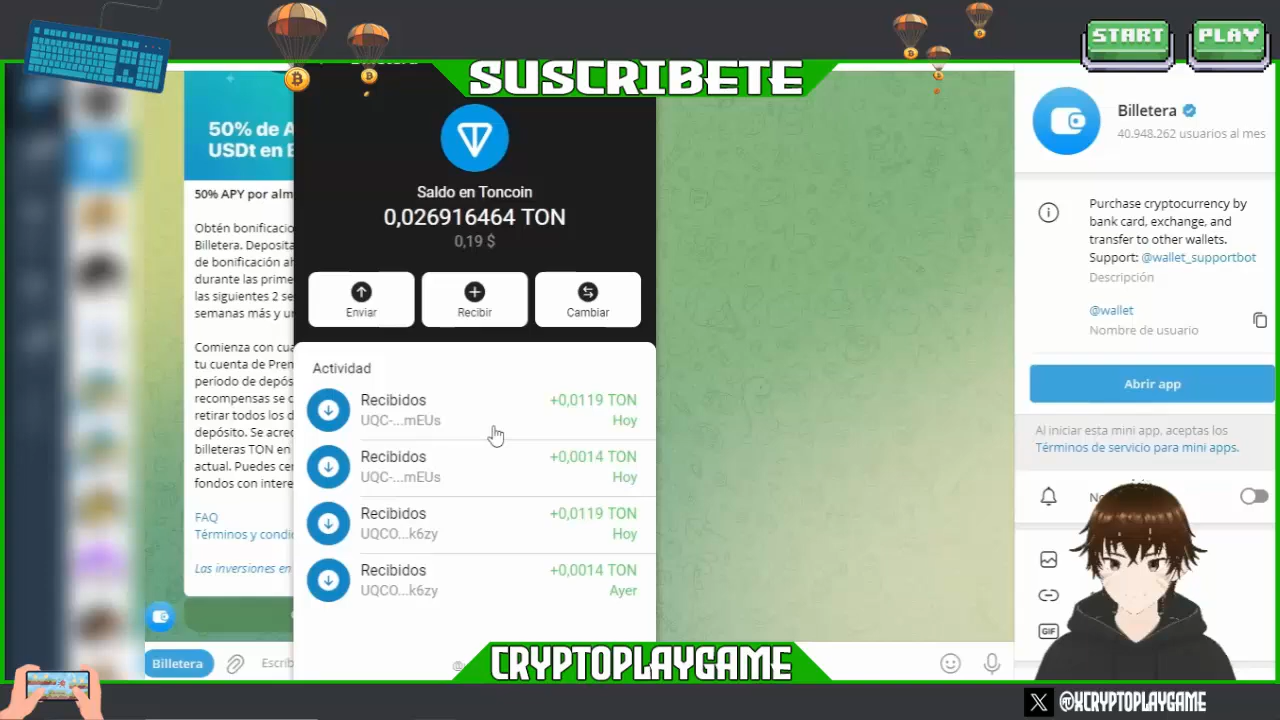 START
PLAY
SUSCRIBETE
50% de A
USDt en B
50% APY por alm
Obtén bonificacio
Billetera. Deposita
de bonificación ah
durante las prime
las siguientes 2 se
semanas más y un
Comienza con cua
tu cuenta de Pren
período de depós
recompensas se c
retirar todos los d
depósito. Se acred
billeteras TON en
actual. Puedes cer
fondos con intere
FAQ
Términos y condi
Las inversiones en
Billetera
Saldo en Toncoin
0,026916464 TON
0,19 $
Enviar
Recibir
Cambiar
Actividad
Recibidos
+0,0119 TON
UQC-...mEUs
Hoy
Recibidos
+0,0014 TON
UQC-...mEUs
Hoy
Recibidos
+0,0119 TON
UQCO...k6zy
Hoy
Recibidos
+0,0014 TON
UQCO...k6zy
Ayer
Escrib
Billetera
40.948.262 usuarios al mes
Purchase cryptocurrency by
bank card, exchange, and
transfer to other wallets.
Support: @wallet_supportbot
Descripción
@wallet
Nombre de usuario
Abrir app
Al iniciar esta mini app, aceptas los
Términos de servicio para mini apps.
GIF
CRYPTOPLAYGAME
@XCRYPTOPLAYGAME